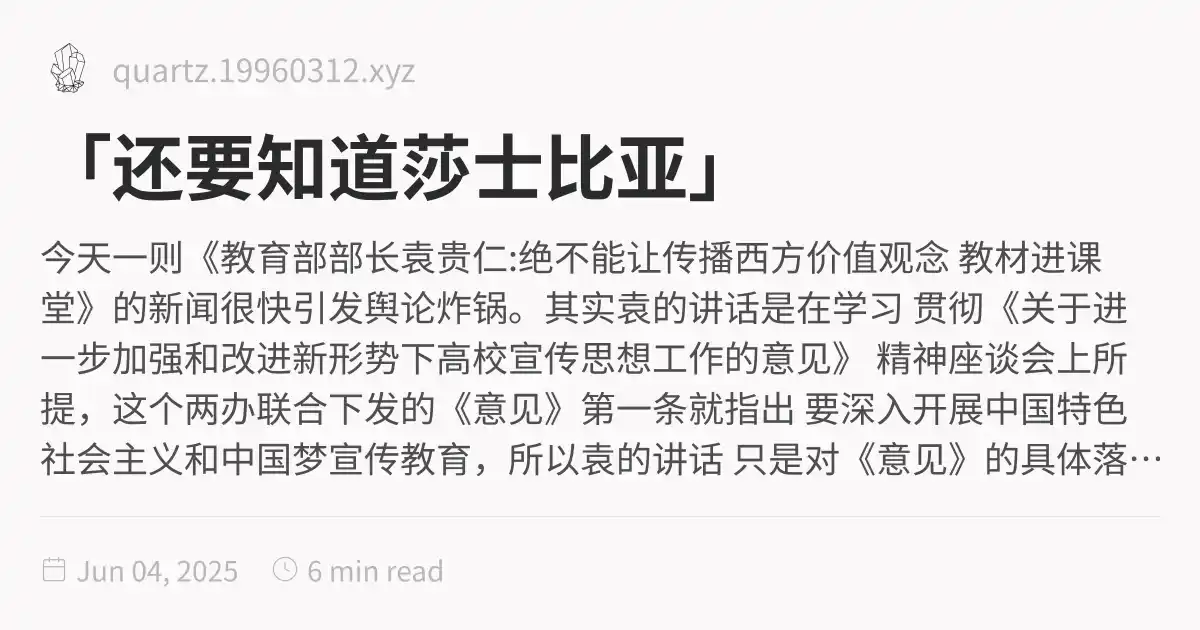 quartz.19960312.xyz
「还要知道莎士比亚」
今天一则《教育部部长袁贵仁:绝不能让传播西方价值观念 教材进课
堂》的新闻很快引发舆论炸锅。其实袁的讲话是在学习 贯彻《关于进
一步加强和改进新形势下高校宣传思想工作的意见》 精神座谈会上所
提，这个两办联合下发的《意见》第一条就指出 要深入开展中国特色
社会主义和中国梦宣传教育，所以袁的讲话 只是对《意见》的具体落…
Jun 04, 2025 6 min read